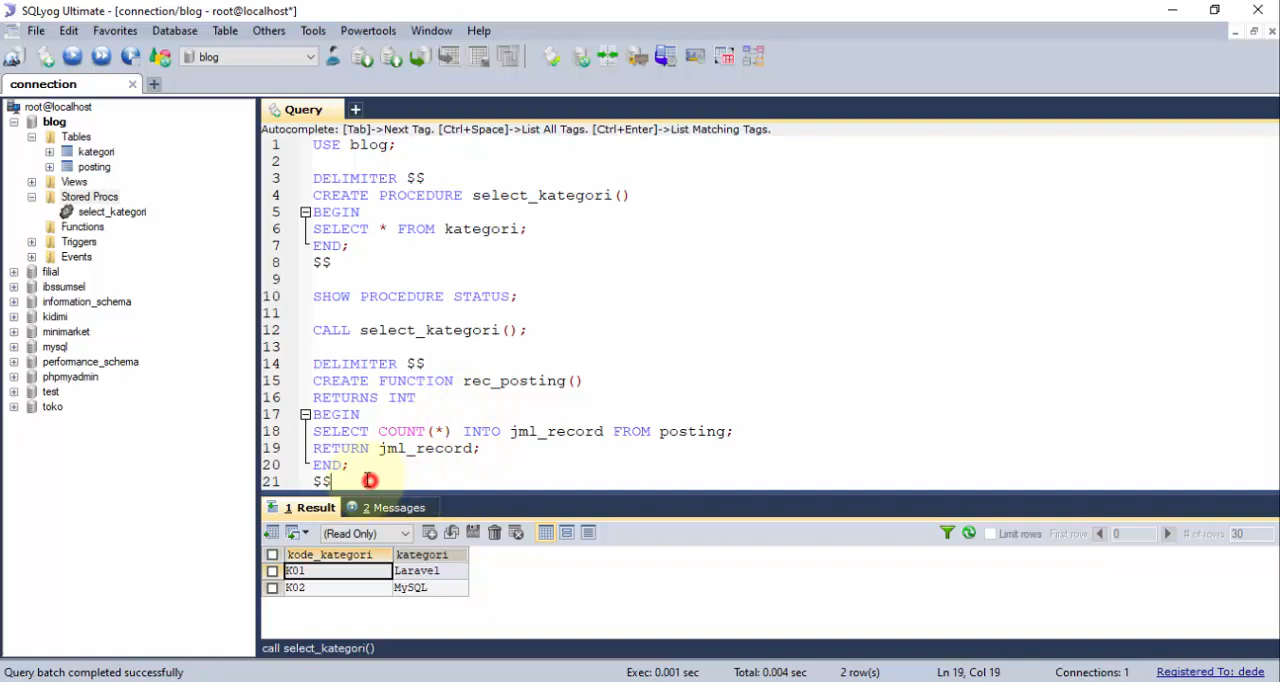 SQLyog Ultimate - [connection/blog - root@localhost*]
File Edit Favorites Database Table Others Tools Powertools Window Help
blog
connection
root@localhost
blog
Tables
kategori
posting
Views
Stored Procs
select_kategori
Functions
Triggers
Events
filial
ibssumsel
information_schema
kidimi
minimarket
mysql
performance_schema
phpmyadmin
test
toko
Query
Autocomplete: [Tab]->Next Tag. [Ctrl+Space]->List All Tags. [Ctrl+Enter]->List Matching Tags.
1 USE blog;
2
3 DELIMITER $$
4 CREATE PROCEDURE select_kategori()
5 BEGIN
6 SELECT * FROM kategori;
7 END;
8 $$
9
10 SHOW PROCEDURE STATUS;
11
12 CALL select_kategori();
13
14 DELIMITER $$
15 CREATE FUNCTION rec_posting()
16 RETURNS INT
17 BEGIN
18 SELECT COUNT(*) INTO jml_record FROM posting;
19 RETURN jml_record;
20 END;
21 $$
1 Result 2 Messages
(Read Only) Limit rows First row 0 # of rows 30
kode_kategori kategori
K01 Laravel
K02 MySQL
call select_kategori()
Query batch completed successfully Exec: 0.001 sec Total: 0.004 sec 2 row(s) Ln 19, Col 19 Connections: 1 Registered To: dede